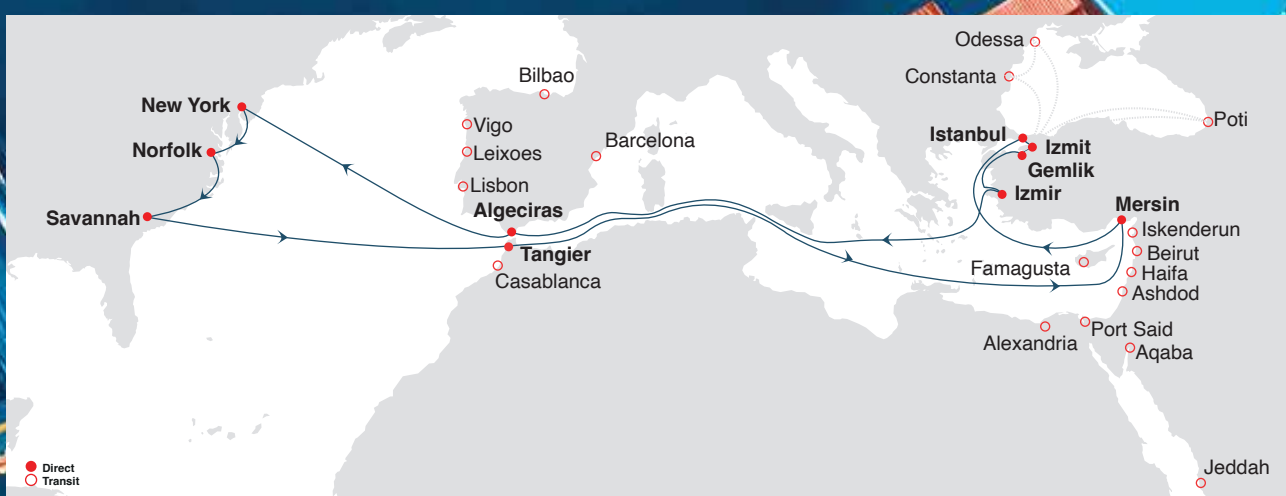 Odessa
Constanta
Bilbao
New York
Poti
Vigo
Istanbul
Barcelona
Izmit
Norfolk
Leixoes
Gemlik
Lisbon
Izmir
Mersin
Savannah
Algeciras
Iskenderun
Tangier
Beirut
Famagusta
Haifa
Casablanca
Ashdod
Port Said
Alexandria
Aqaba
Direct
Jeddah
Transit